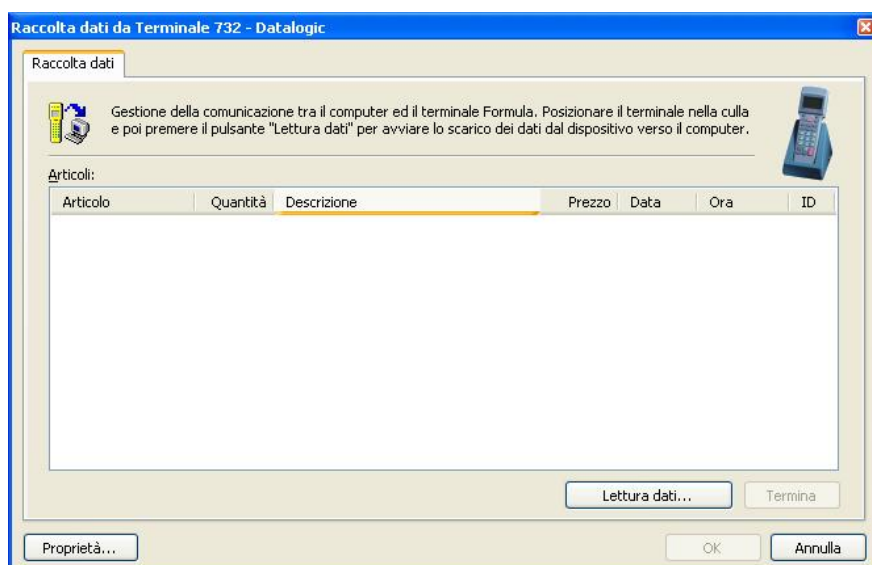 Raccolta dati da Terminale 732 - Datalogic
Raccolta dati
Gestione della comunicazione tra il computer ed il terminale Formula. Posizionare il terminale nella culla
e poi premere il pulsante "Lettura dati" per avviare lo scarico dei dati dal dispositivo verso il computer.
Articoli:
Articolo Quantità Descrizione Prezzo Data Ora ID
Lettura dati... Termina
Proprietà... OK Annulla